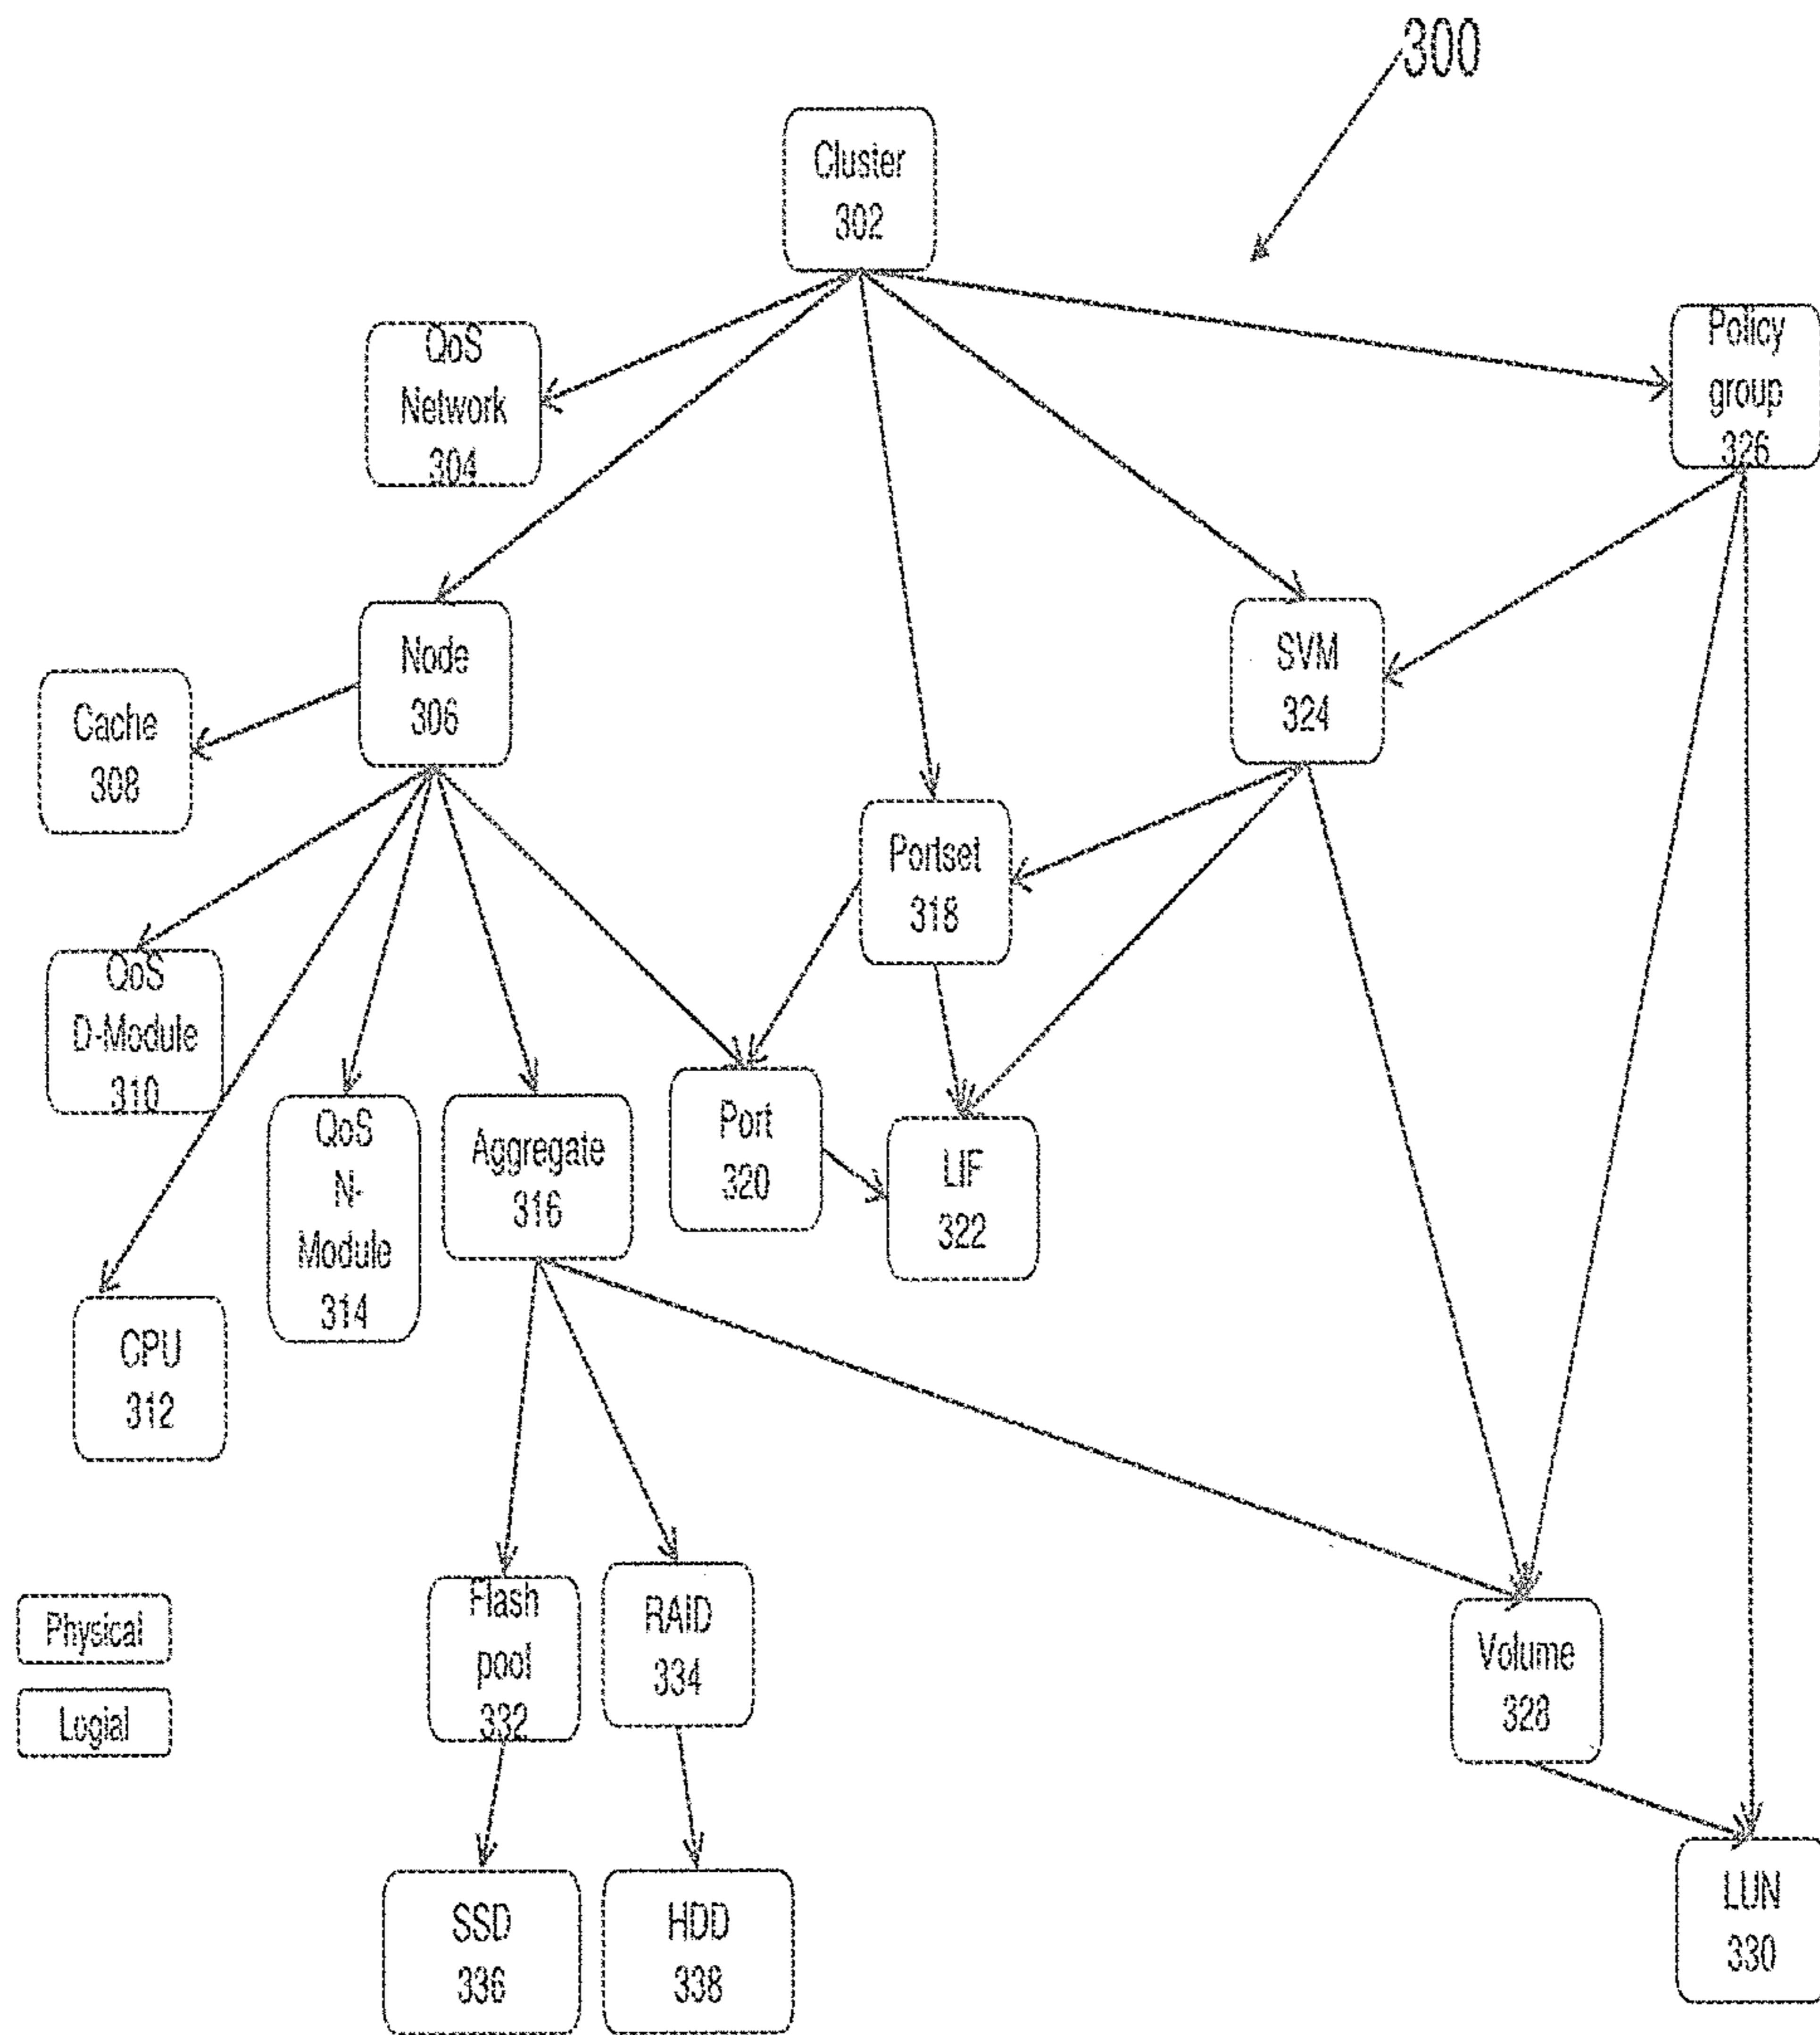 300
Cluster
302
QoS
Network
304
Policy
group
326
Node
306
SVM
324
Cache
308
Portset
318
QoS
D-Module
310
QoS
N-
Module
314
Aggregate
316
Port
320
LIF
322
CPU
312
Flash
pool
332
RAID
334
Physical
Logial
Volume
328
SSD
336
HDD
338
LUN
330